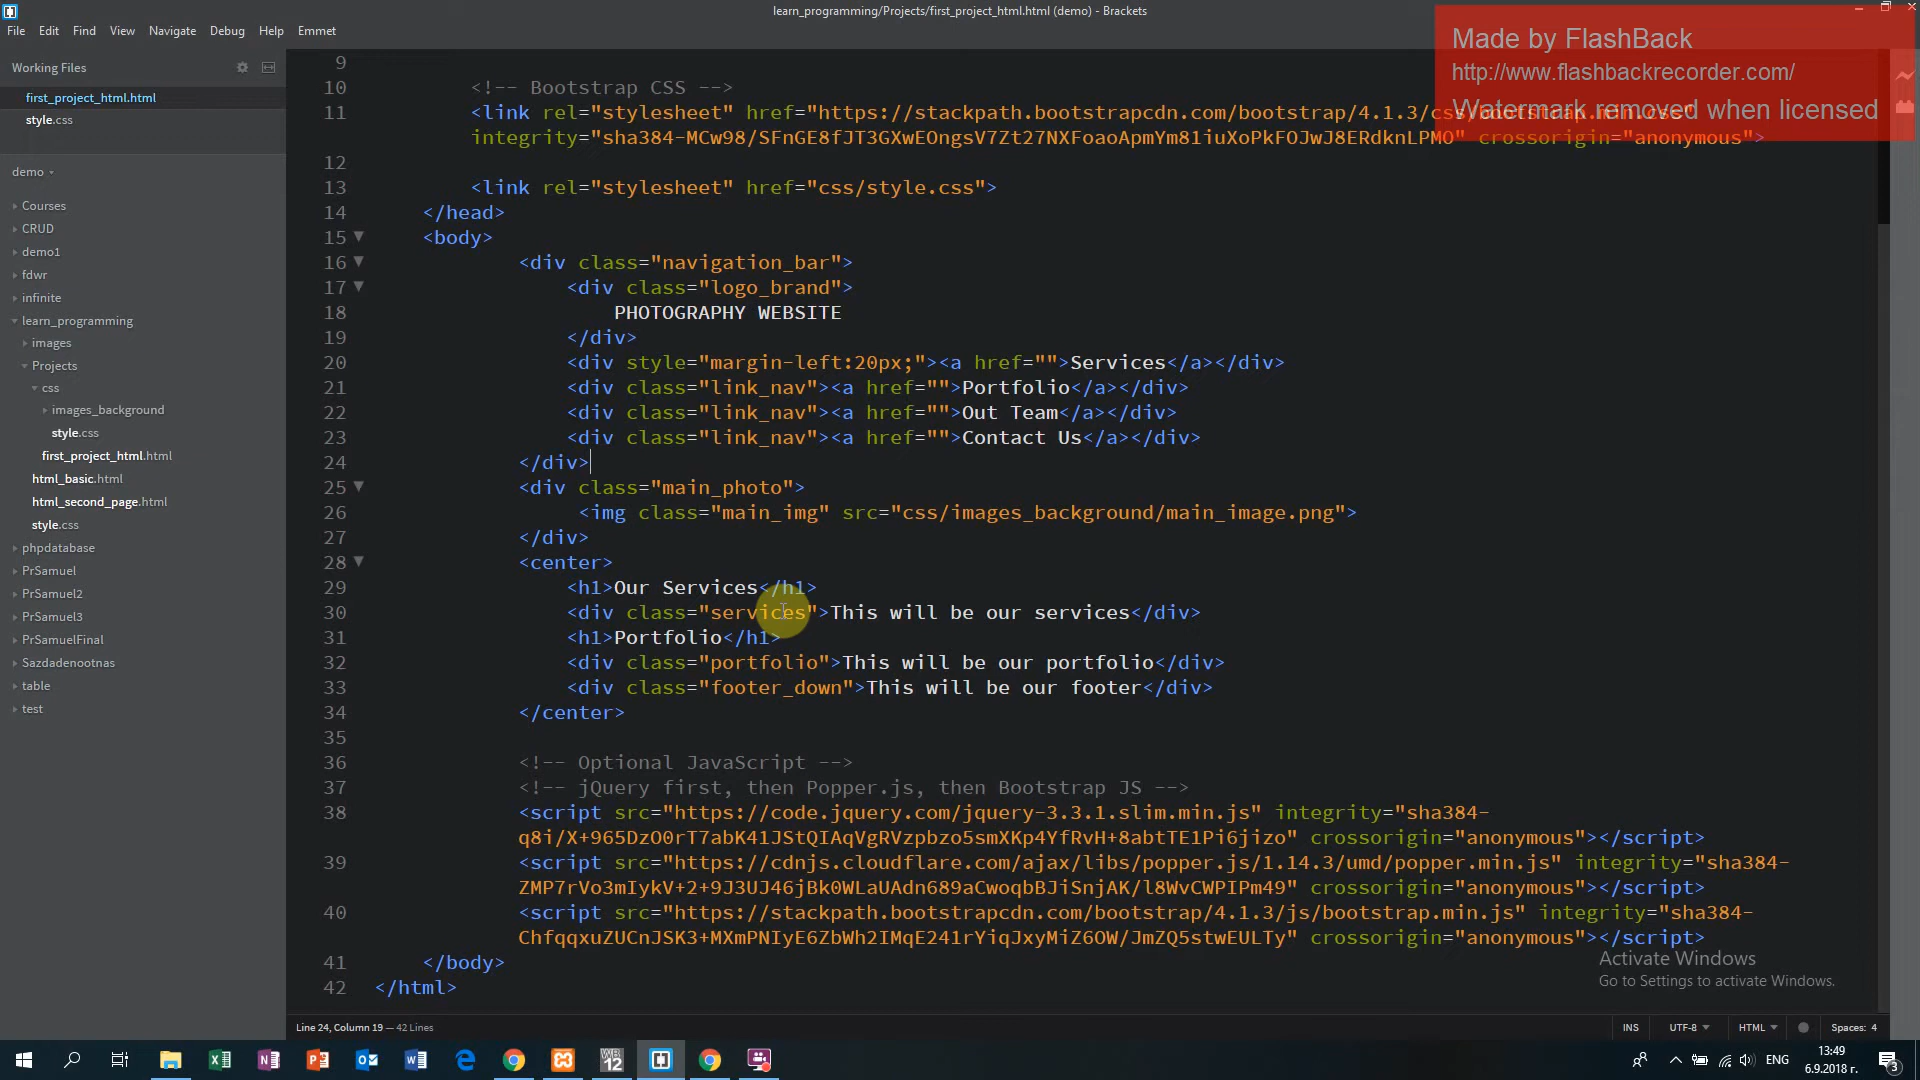 learn_programming/Projects/first_project_html.html (demo) - Brackets
File Edit Find View Navigate Debug Help Emmet
Made by FlashBack
http://www.flashbackrecorder.com/
Watermark removed when licensed
Working Files
first_project_html.html
style.css
demo
Courses
CRUD
demo1
fdwr
infinite
learn_programming
images
Projects
css
images_background
style.css
first_project_html.html
html_basic.html
html_second_page.html
style.css
phpdatabase
PrSamuel
PrSamuel2
PrSamuel3
PrSamuelFinal
Sazdadenootnas
table
test
9
10 <!-- Bootstrap CSS -->
11 <link rel="stylesheet" href="https://stackpath.bootstrapcdn.com/bootstrap/4.1.3/css/bootstrap.min.css"
integrity="sha384-MCw98/SFnGE8fJT3GXwEOngsV7Zt27NXFoaoApmYm81iuXoPkFOJwJ8ERdknLPMO" crossorigin="anonymous">
12
13 <link rel="stylesheet" href="css/style.css">
14 </head>
15 <body>
16 <div class="navigation_bar">
17 <div class="logo_brand">
18 PHOTOGRAPHY WEBSITE
19 </div>
20 <div style="margin-left:20px;"><a href="">Services</a></div>
21 <div class="link_nav"><a href="">Portfolio</a></div>
22 <div class="link_nav"><a href="">Out Team</a></div>
23 <div class="link_nav"><a href="">Contact Us</a></div>
24 </div>
25 <div class="main_photo">
26 <img class="main_img" src="css/images_background/main_image.png">
27 </div>
28 <center>
29 <h1>Our Services</h1>
30 <div class="services">This will be our services</div>
31 <h1>Portfolio</h1>
32 <div class="portfolio">This will be our portfolio</div>
33 <div class="footer_down">This will be our footer</div>
34 </center>
35
36 <!-- Optional JavaScript -->
37 <!-- jQuery first, then Popper.js, then Bootstrap JS -->
38 <script src="https://code.jquery.com/jquery-3.3.1.slim.min.js" integrity="sha384-
q8i/X+965DzO0rT7abK41JStQIAqVgRVzpbzo5smXKp4YfRvH+8abtTE1Pi6jizo" crossorigin="anonymous"></script>
39 <script src="https://cdnjs.cloudflare.com/ajax/libs/popper.js/1.14.3/umd/popper.min.js" integrity="sha384-
ZMP7rVo3mIykV+2+9J3UJ46jBk0WLaUAdn689aCwoqbBJiSnjAK/l8WvCWPIPm49" crossorigin="anonymous"></script>
40 <script src="https://stackpath.bootstrapcdn.com/bootstrap/4.1.3/js/bootstrap.min.js" integrity="sha384-
ChfqqxuZUCnJSK3+MXmPNIyE6ZbWh2IMqE241rYiqJxyMiZ6OW/JmZQ5stwEULTy" crossorigin="anonymous"></script>
41 </body>
42 </html>
Activate Windows
Go to Settings to activate Windows.
Line 24, Column 19 — 42 Lines
INS UTF-8 HTML Spaces: 4
WB
12
ENG
13:49
6.9.2018 г.
3